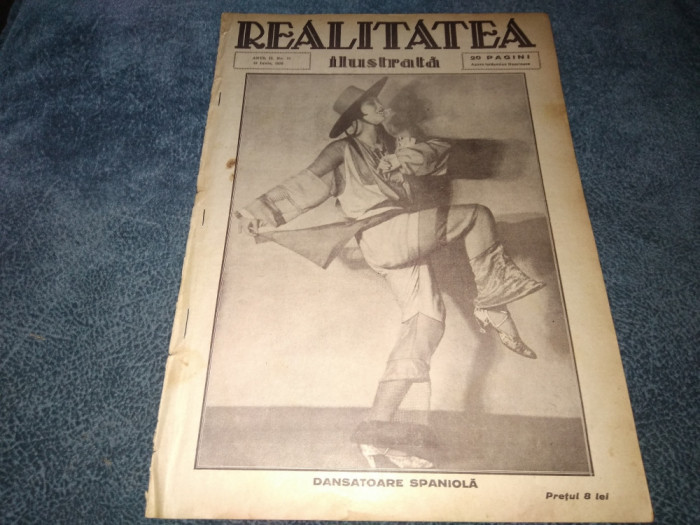 REALITATEA
ilustrată
20 PAGINI
DANSATOARE SPANIOLĂ
Prețul 8 lei